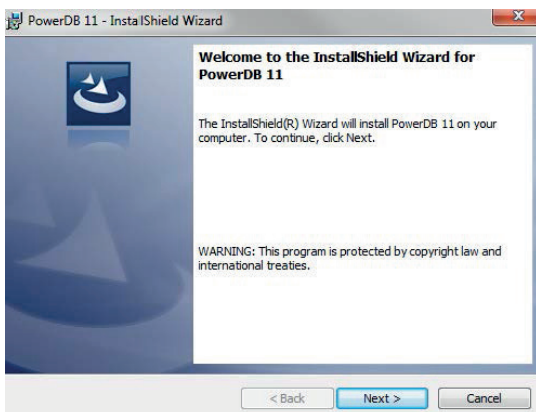 PowerDB 11 - InstallShield Wizard
Welcome to the InstallShield Wizard for
PowerDB 11
The InstallShield(R) Wizard will install PowerDB 11 on your
computer. To continue, click Next.
WARNING: This program is protected by copyright law and
international treaties.
< Back Next > Cancel